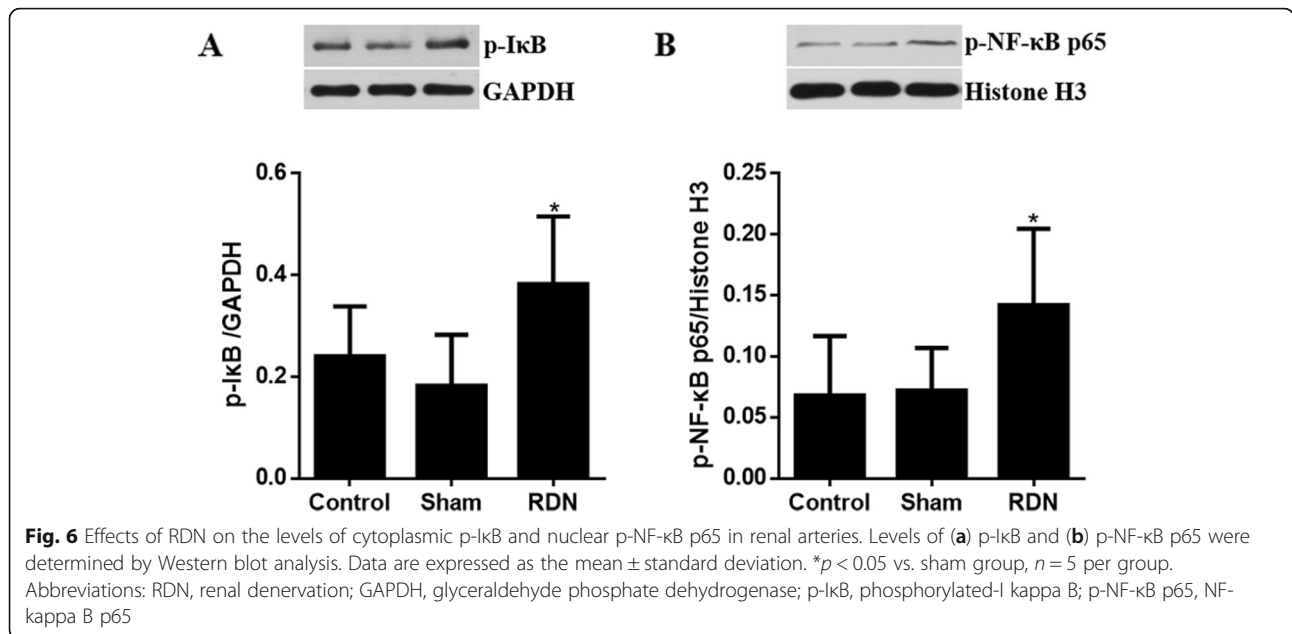 A
p-IκB
GAPDH
0.6
0.4
0.2
0.0
p-IκB /GAPDH
*
Control Sham RDN
B
p-NF-κB p65
Histone H3
0.25
0.20
0.15
0.10
0.05
0.00
p-NF-κB p65/Histone H3
*
Control Sham RDN
Fig. 6 Effects of RDN on the levels of cytoplasmic p-IκB and nuclear p-NF-κB p65 in renal arteries. Levels of (a) p-IκB and (b) p-NF-κB p65 were
determined by Western blot analysis. Data are expressed as the mean ± standard deviation. *p < 0.05 vs. sham group, n = 5 per group.
Abbreviations: RDN, renal denervation; GAPDH, glyceraldehyde phosphate dehydrogenase; p-IκB, phosphorylated-I kappa B; p-NF-κB p65, NF-
kappa B p65